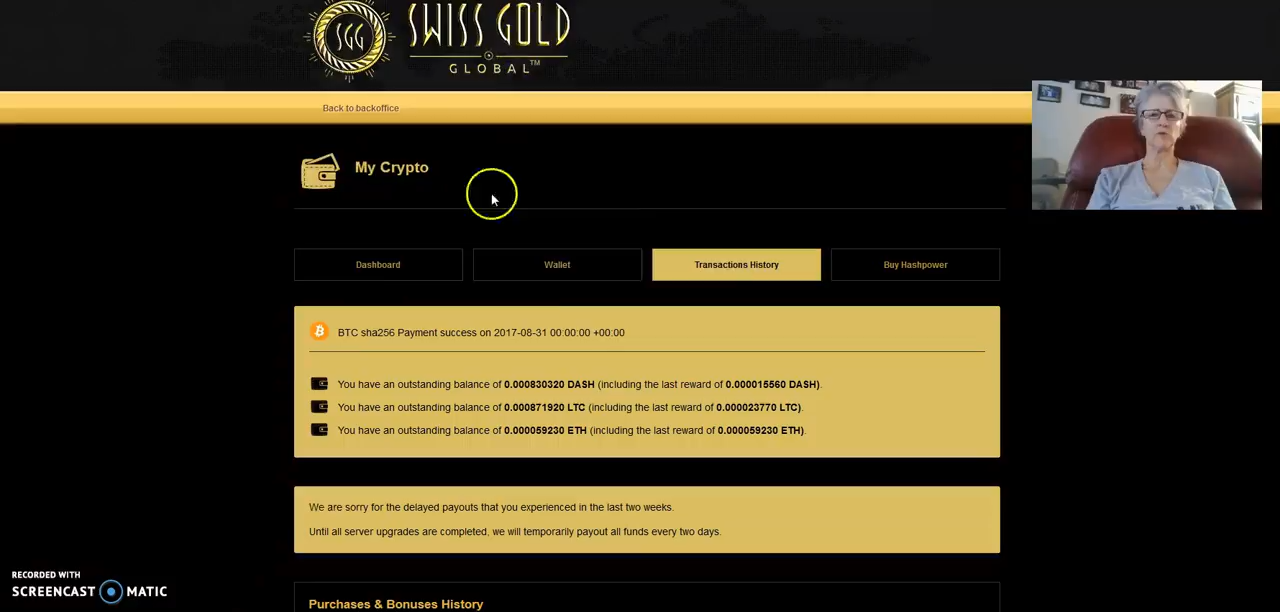 SGG
SWISS GOLD
GLOBAL™
Back to backoffice
My Crypto
Dashboard
Wallet
Transactions History
Buy Hashpower
BTC sha256 Payment success on 2017-08-31 00:00:00 +00:00
You have an outstanding balance of 0.000830320 DASH (including the last reward of 0.000015560 DASH).
You have an outstanding balance of 0.000871920 LTC (including the last reward of 0.000023770 LTC).
You have an outstanding balance of 0.000059230 ETH (including the last reward of 0.000059230 ETH).
We are sorry for the delayed payouts that you experienced in the last two weeks.
Until all server upgrades are completed, we will temporarily payout all funds every two days.
Purchases & Bonuses History
RECORDED WITH
SCREENCAST MATIC